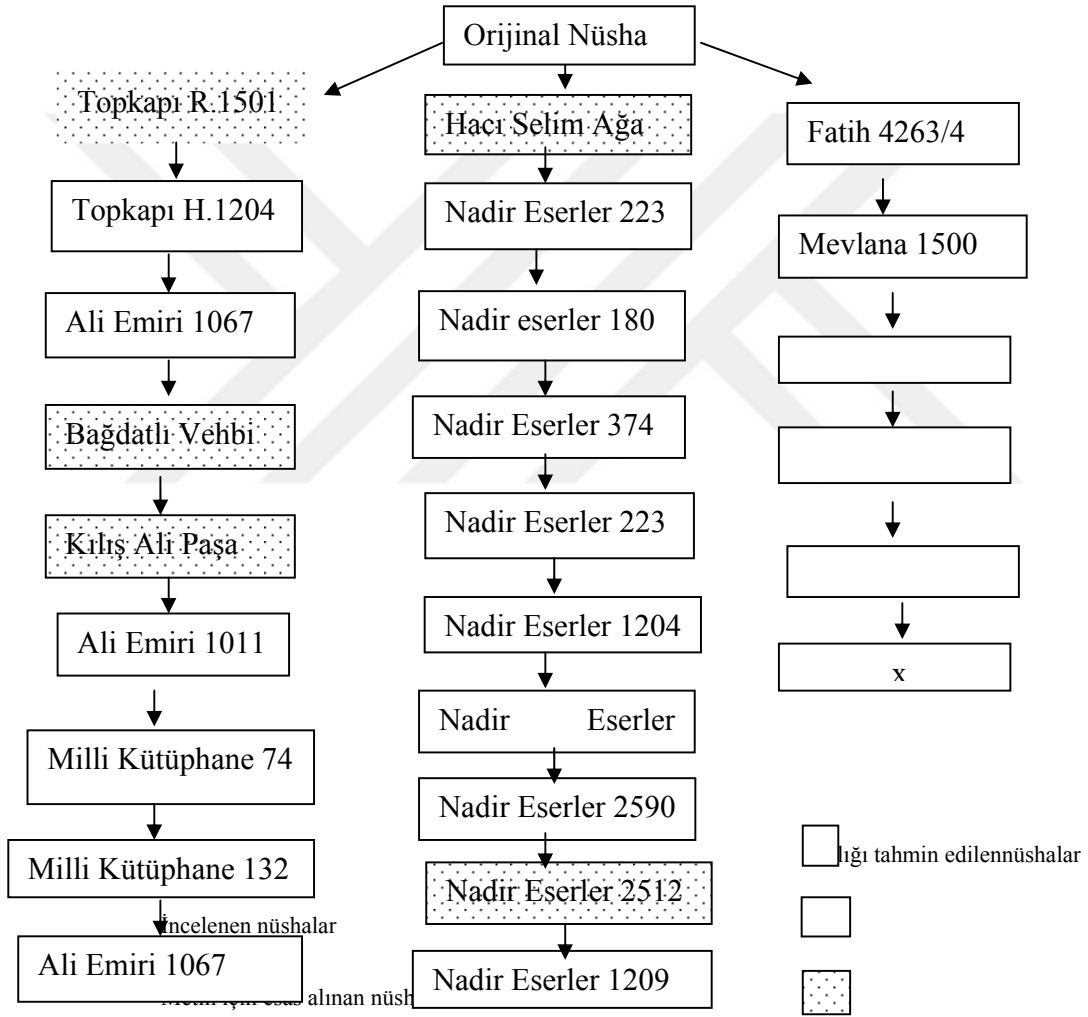 Orijinal Nüsha
Topkapı R.1501
Topkapı H.1204
Ali Emiri 1067
Bağdatlı Vehbi
Kılış Ali Paşa
Ali Emiri 1011
Milli Kütüphane 74
Milli Kütüphane 132
Ali Emiri 1067
Hacı Selim Ağa
Nadir Eserler 223
Nadir eserler 180
Nadir Eserler 374
Nadir Eserler 223
Nadir Eserler 1204
Nadir Eserler
Nadir Eserler 2590
Nadir Eserler 2512
Nadir Eserler 1209
Fatih 4263/4
Mevlana 1500
x
lığı tahmin edilennüshalar
İncelenen nüshalar
alınan nüsh